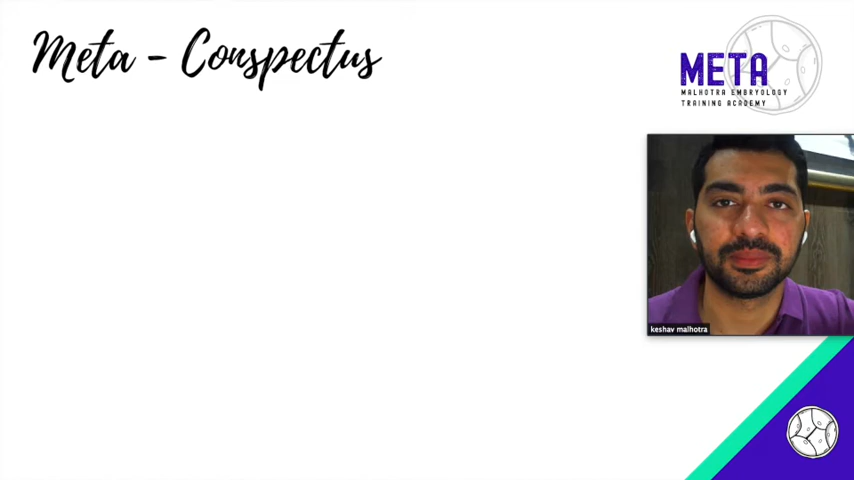 Meta - Conspectus
META
MALHOTRA EMBRYOLOGY
TRAINING ACADEMY
keshav malhotra